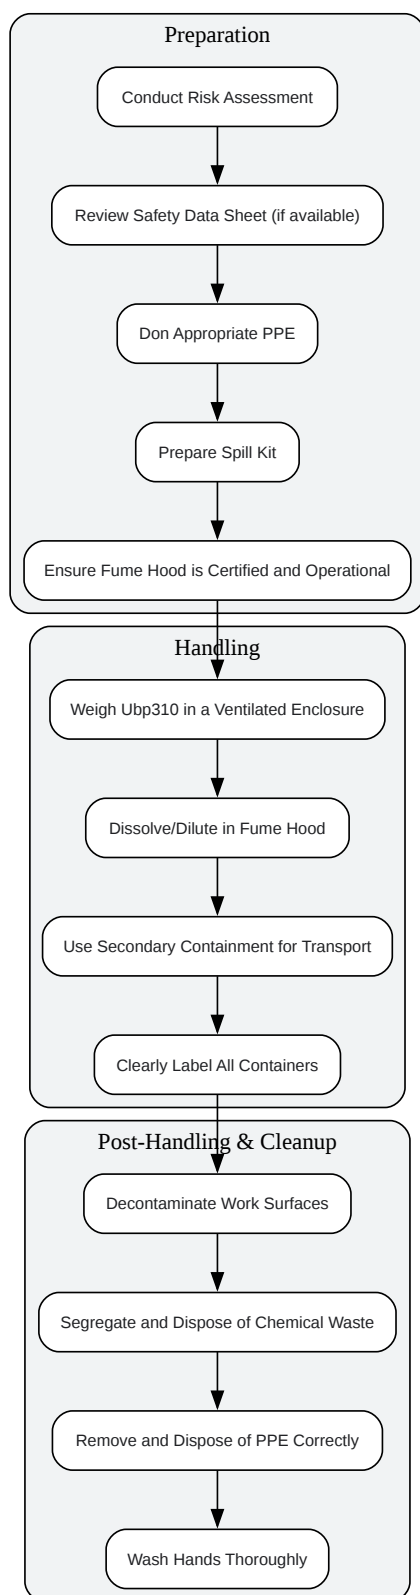 Preparation
Conduct Risk Assessment
Review Safety Data Sheet (if available)
Don Appropriate PPE
Prepare Spill Kit
Ensure Fume Hood is Certified and Operational
Handling
Weigh Ubp310 in a Ventilated Enclosure
Dissolve/Dilute in Fume Hood
Use Secondary Containment for Transport
Clearly Label All Containers
Post-Handling & Cleanup
Decontaminate Work Surfaces
Segregate and Dispose of Chemical Waste
Remove and Dispose of PPE Correctly
Wash Hands Thoroughly